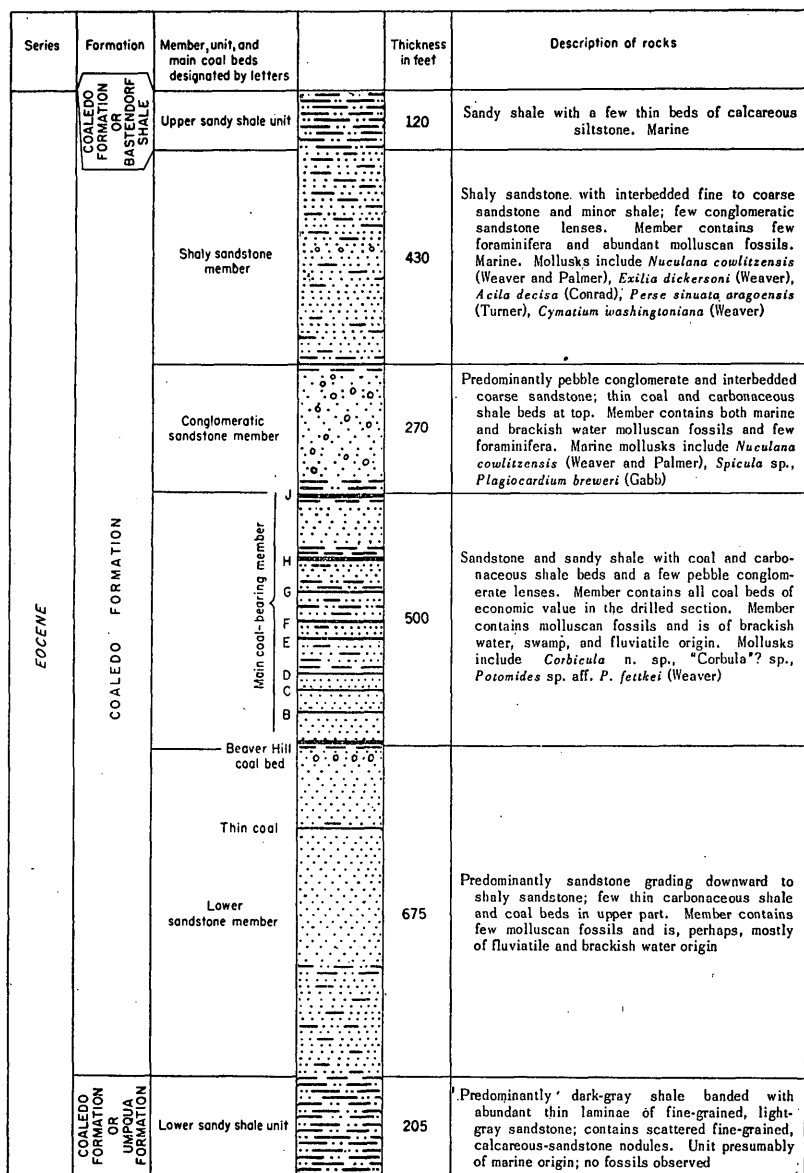 Series
Formation
Member, unit, and
main coal beds
designated by letters
Thickness
in feet
Description of rocks
EOCENE
COALEDO
FORMATION
OR
BASTENDORF
SHALE
Upper sandy shale unit
120
Sandy shale with a few thin beds of calcareous
siltstone. Marine
COALEDO FORMATION
Shaly sandstone
member
430
Shaly sandstone. with interbedded fine to coarse
sandstone and minor shale; few conglomeratic
sandstone lenses. Member contains few
foraminifera and abundant molluscan fossils.
Marine. Mollusks include Nuculana cowlitzensis
(Weaver and Palmer), Exilia dickersoni (Weaver),
Acila decisa (Conrad), Perse sinuata aragoensis
(Turner), Cymatium washingtoniana (Weaver)
Conglomeratic
sandstone member
270
Predominantly pebble conglomerate and interbedded
coarse sandstone; thin coal and carbonaceous
shale beds at top. Member contains both marine
and brackish water molluscan fossils and few
foraminifera. Marine mollusks include Nuculana
cowlitzensis (Weaver and Palmer), Spicula sp.,
Plagiocardium breweri (Gabb)
Main coal-bearing member
J
H
G
F
E
D
C
B
500
Sandstone and sandy shale with coal and carbo-
naceous shale beds and a few pebble conglom-
erate lenses. Member contains all coal beds of
economic value in the drilled section. Member
contains molluscan fossils and is of brackish
water, swamp, and fluviatile origin. Mollusks
include Corbicula n. sp., "Corbula"? sp.,
Potomides sp. aff. P. fettkei (Weaver)
Beaver Hill
coal bed
Thin coal
Lower
sandstone member
675
Predominantly sandstone grading downward to
shaly sandstone; few thin carbonaceous shale
and coal beds in upper part. Member contains
few molluscan fossils and is, perhaps, mostly
of fluviatile and brackish water origin
COALEDO
FORMATION
OR
UMPQUA
FORMATION
Lower sandy shale unit
205
Predominantly dark-gray shale banded with
abundant thin laminae of fine-grained, light-
gray sandstone; contains scattered fine-grained,
calcareous-sandstone nodules. Unit presumably
of marine origin; no fossils observed